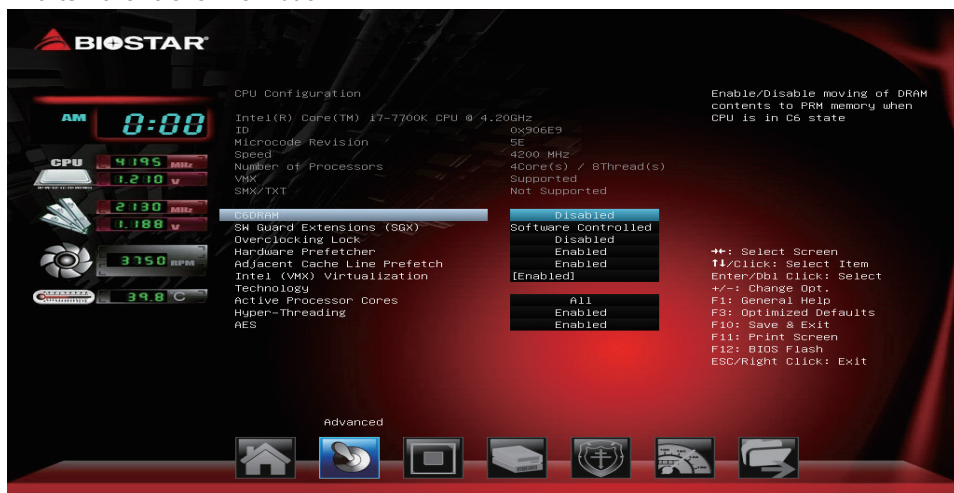 BIOSTAR
CPU Configuration
Intel(R) Core(TM) i7-7700K CPU @ 4.20GHz
ID 0x906E9
Microcode Revision 5E
Speed 4200 MHz
Number of Processors 4Core(s) / 8Thread(s)
VMX Supported
SMX/TXT Not Supported
C6DRAM Disabled
SW Guard Extensions (SGX) Software Controlled
Overclocking Lock Disabled
Hardware Prefetcher Enabled
Adjacent Cache Line Prefetch Enabled
Intel (VMX) Virtualization [Enabled]
Technology
Active Processor Cores All
Hyper-Threading Enabled
AES Enabled
Enable/Disable moving of DRAM
contents to PRM memory when
CPU is in C6 state
→←: Select Screen
↑↓/Click: Select Item
Enter/Dbl Click: Select
+/-: Change Opt.
F1: General Help
F3: Optimized Defaults
F10: Save & Exit
F11: Print Screen
F12: BIOS Flash
ESC/Right Click: Exit
AM 0:00
CPU 4195 MHz
1.210 V
2130 MHz
1.188 V
3750 RPM
39.8 C
Advanced